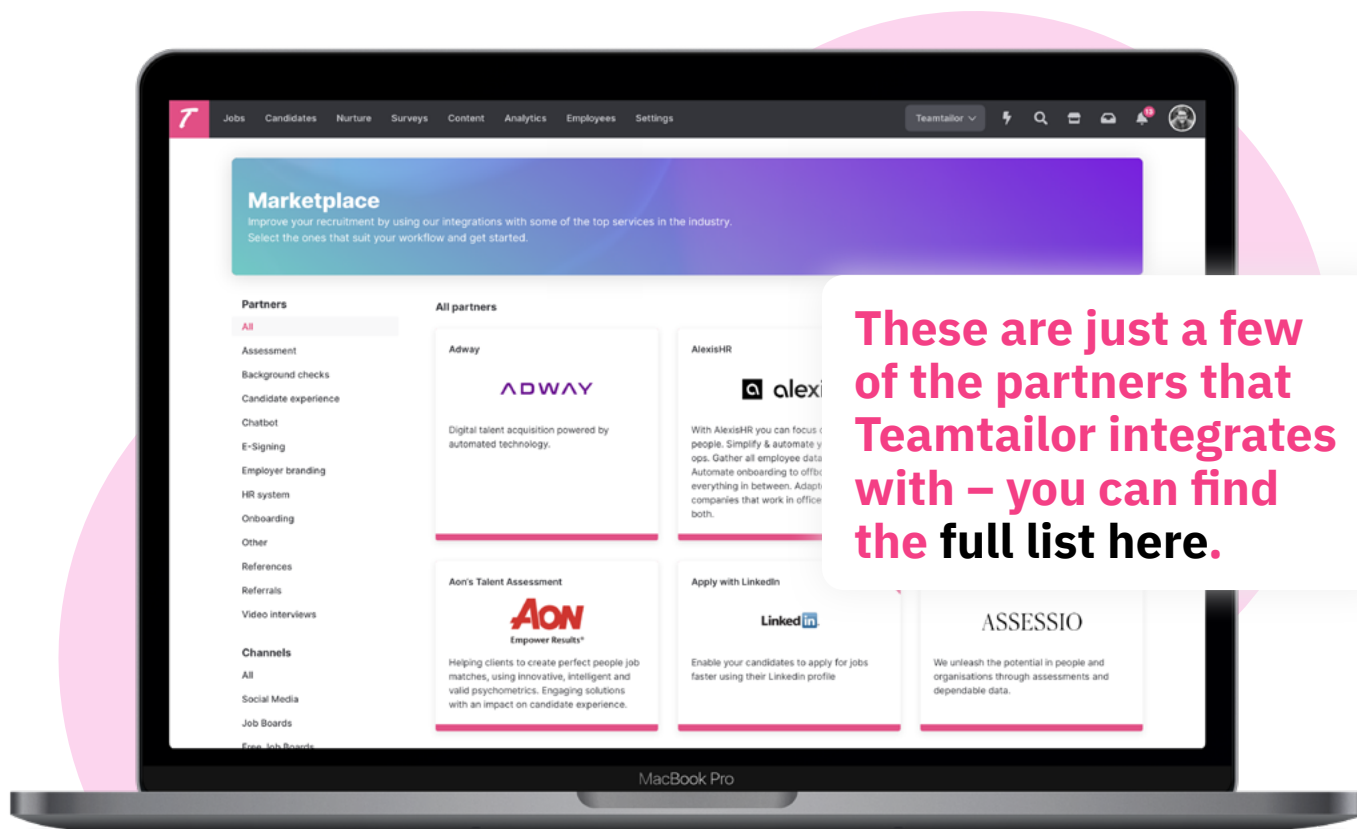 T
Jobs Candidates Nurture Surveys Content Analytics Employees Settings
Teamtailor
13
Marketplace
Improve your recruitment by using our integrations with some of the top services in the industry.
Select the ones that suit your workflow and get started.
Partners
All
Assessment
Background checks
Candidate experience
Chatbot
E-Signing
Employer branding
HR system
Onboarding
Other
References
Referrals
Video interviews
Channels
All
Social Media
Job Boards
Free Job Boards
All partners
Adway
ADWAY
Digital talent acquisition powered by
automated technology.
AlexisHR
a alexi
With AlexisHR you can focus
people. Simplify & automate y
ops. Gather all employee data
Automate onboarding to offbo
everything in between. Adapt
companies that work in office
both.
Aon's Talent Assessment
AON
Empower Results®
Helping clients to create perfect people job
matches, using innovative, intelligent and
valid psychometrics. Engaging solutions
with an impact on candidate experience.
Apply with LinkedIn
Linked in.
Enable your candidates to apply for jobs
faster using their Linkedin profile
ASSESSIO
We unleash the potential in people and
organisations through assessments and
dependable data.
These are just a few
of the partners that
Teamtailor integrates
with – you can find
the full list here.
MacBook Pro